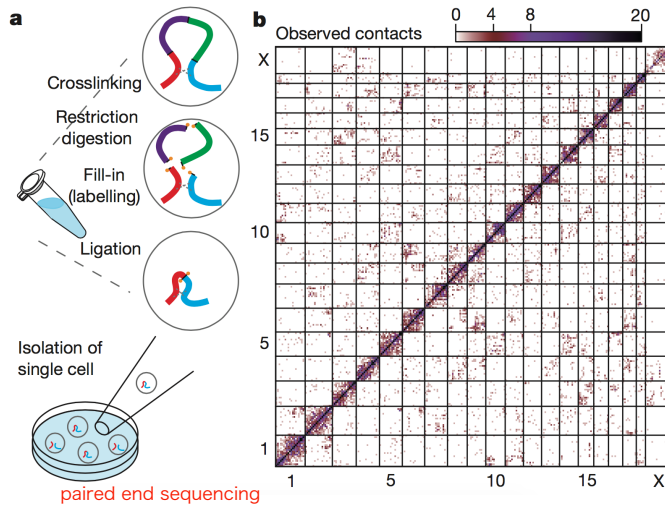 a
Crosslinking
Restriction
digestion
Fill-in
(labelling)
Ligation
Isolation of
single cell
paired end sequencing
b
Observed contacts
0 4 8 20
X
15
10
5
1
1 5 10 15 X